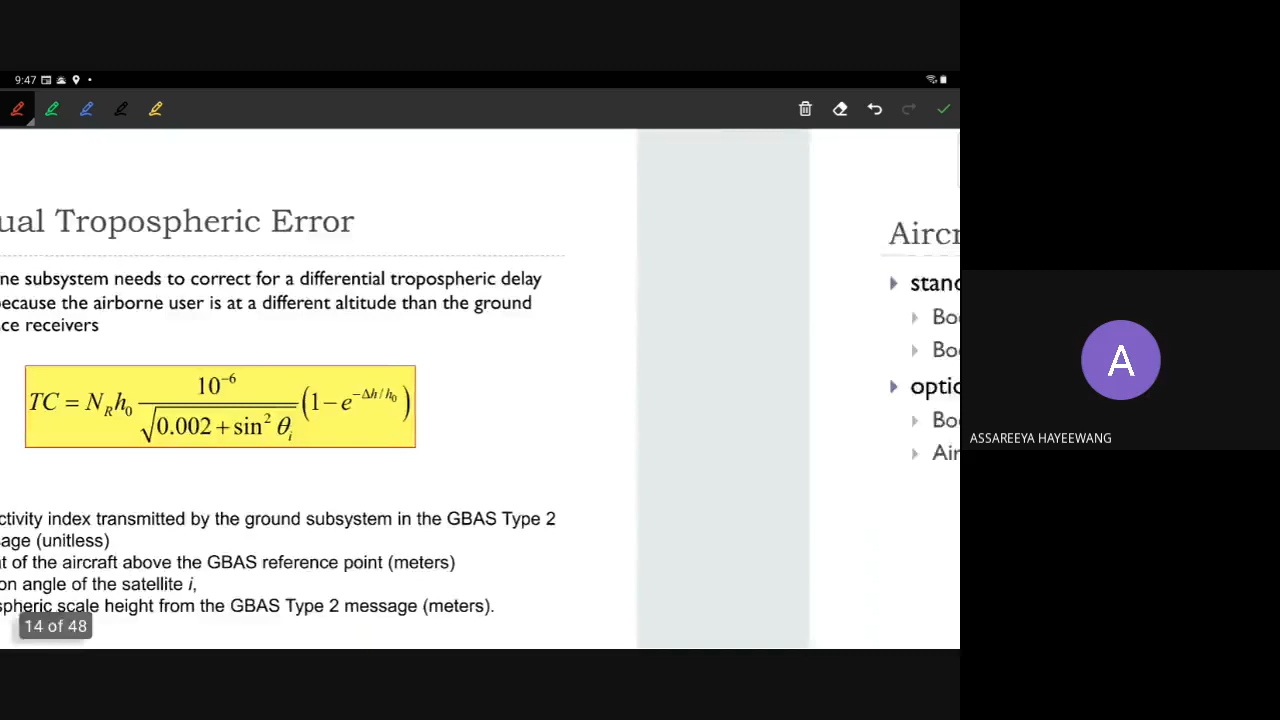 9:47
ual Tropospheric Error
ne subsystem needs to correct for a differential tropospheric delay
ecause the airborne user is at a different altitude than the ground
ce receivers
TC = N_R h_0 10^{-6} / √(0.002 + sin² θ_i) (1 − e^{−Δh/h_0})
ctivity index transmitted by the ground subsystem in the GBAS Type 2
age (unitless)
t of the aircraft above the GBAS reference point (meters)
on angle of the satellite i,
spheric scale height from the GBAS Type 2 message (meters).
14 of 48
Aircr
stanc
Boc
Boc
optic
Boc
Air
A
ASSAREEYA HAYEEWANG